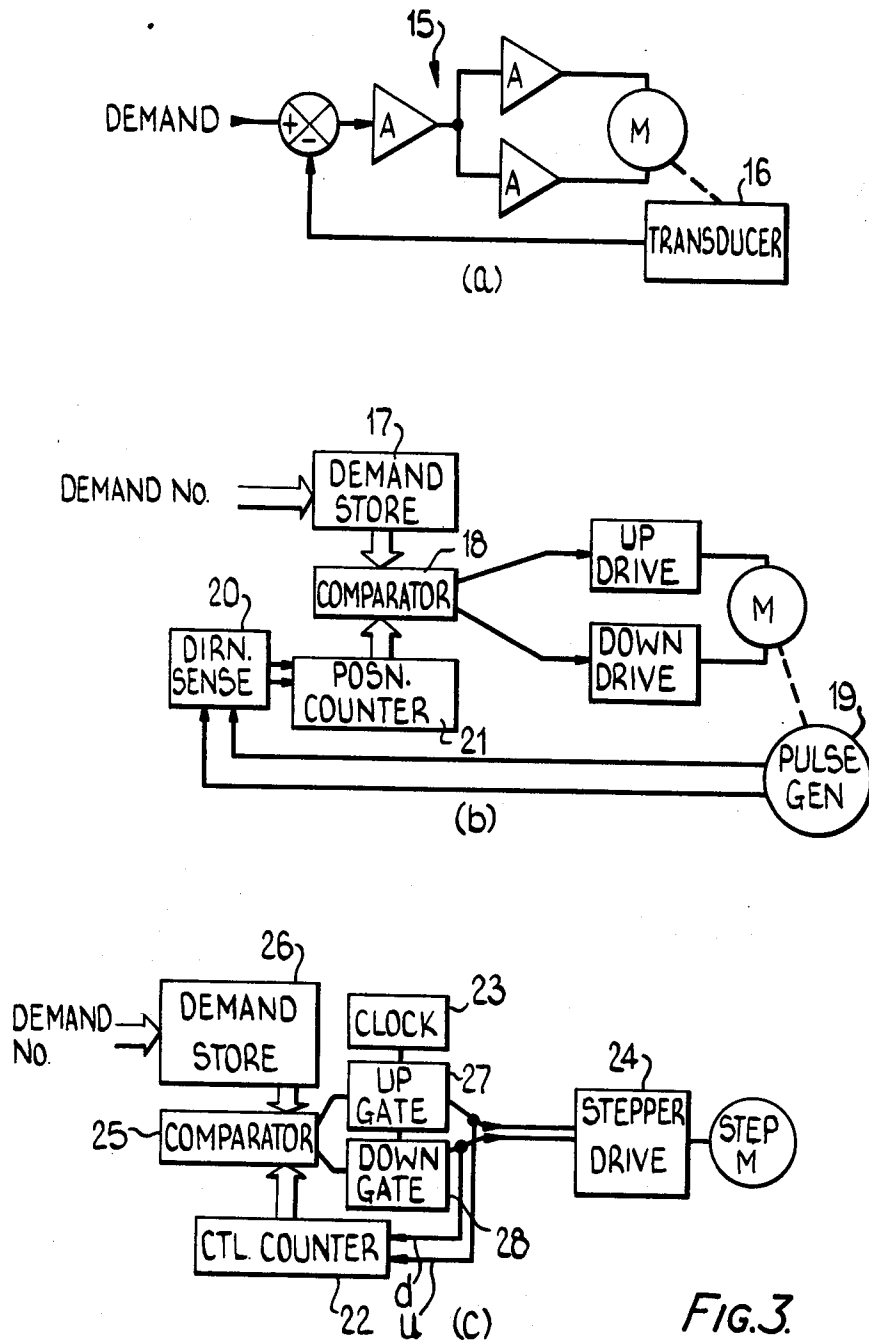 15
DEMAND
+
-
A
A
A
M
16
TRANSDUCER
(a)
17
DEMAND No.
DEMAND
STORE
18
COMPARATOR
UP
DRIVE
M
20
DIRN.
SENSE
POSN.
COUNTER
21
DOWN
DRIVE
19
PULSE
GEN
(b)
26
DEMAND
No.
DEMAND
STORE
23
CLOCK
UP
GATE
27
24
25
COMPARATOR
STEPPER
DRIVE
STEP
M
DOWN
GATE
28
CTL. COUNTER
22
d
u
(c)
FIG.3.